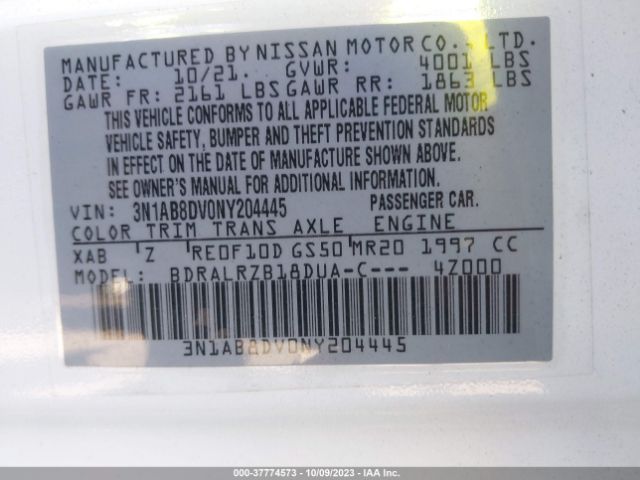 MANUFACTURED BY NISSAN MOTOR CO., LTD.
DATE: 10/21. GVWR: 4001 LBS
GAWR FR: 2161 LBS GAWR RR: 1863 LBS
THIS VEHICLE CONFORMS TO ALL APPLICABLE FEDERAL MOTOR
VEHICLE SAFETY, BUMPER AND THEFT PREVENTION STANDARDS
IN EFFECT ON THE DATE OF MANUFACTURE SHOWN ABOVE.
SEE OWNER'S MANUAL FOR ADDITIONAL INFORMATION.
VIN: 3N1AB8DV0NY204445 PASSENGER CAR.
COLOR TRIM TRANS AXLE ENGINE
XAB Z RE0F10D GS50 MR20 1997 CC
MODEL: BDRALRZB18DUA-C--- 4Z000
3N1AB8DV0NY204445
000-37774573 | 10/09/2023 - IAA Inc.